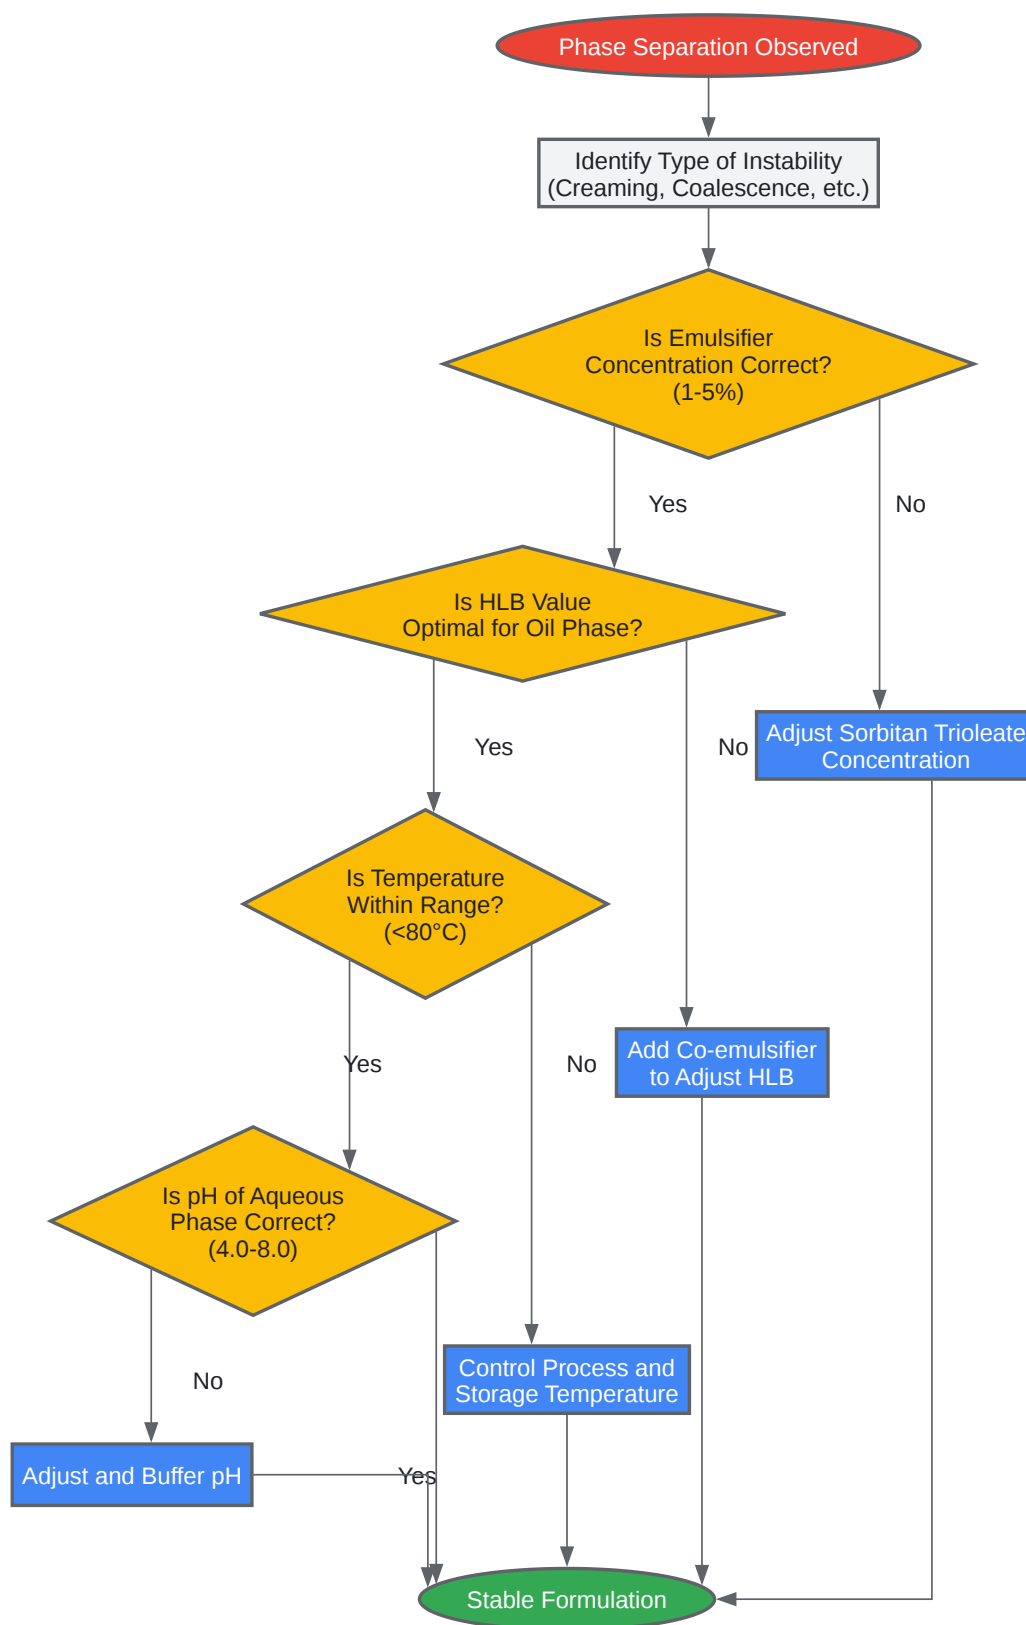 Phase Separation Observed
Identify Type of Instability
(Creaming, Coalescence, etc.)
Is Emulsifier
Concentration Correct?
(1-5%)
Yes
No
Is HLB Value
Optimal for Oil Phase?
Yes
No
Adjust Sorbitan Trioleate
Concentration
Is Temperature
Within Range?
(<80°C)
Yes
No
Add Co-emulsifier
to Adjust HLB
Is pH of Aqueous
Phase Correct?
(4.0-8.0)
No
Control Process and
Storage Temperature
Adjust and Buffer pH
Yes
Stable Formulation